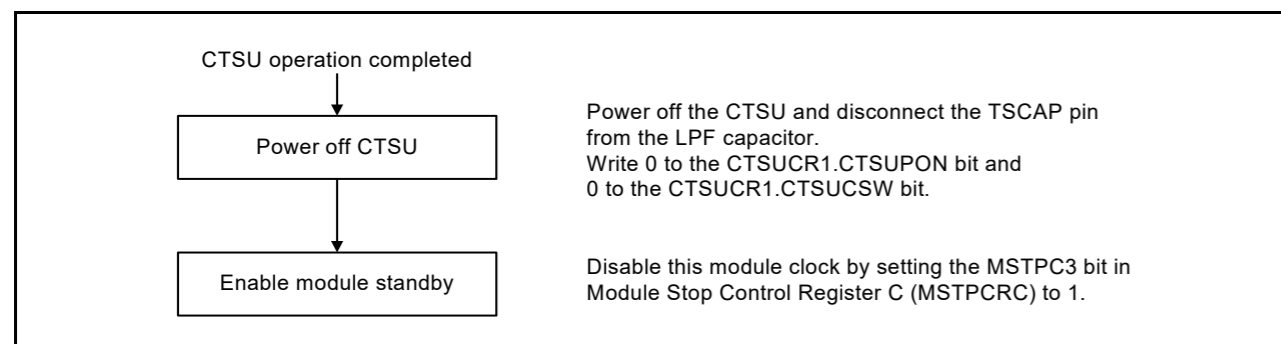 CTSU operation completed
Power off CTSU
Power off the CTSU and disconnect the TSCAP pin
from the LPF capacitor.
Write 0 to the CTSUCR1.CTSUPON bit and
0 to the CTSUCR1.CTSUCSW bit.
Enable module standby
Disable this module clock by setting the MSTPC3 bit in
Module Stop Control Register C (MSTPCRC) to 1.